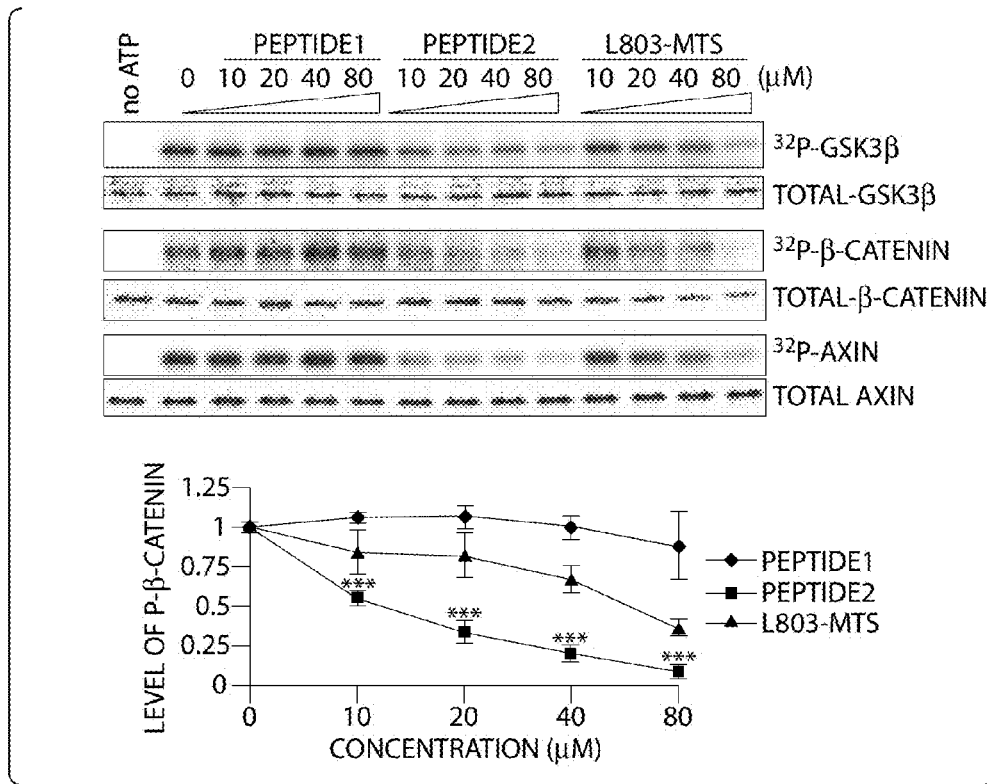 no ATP
PEPTIDE1 PEPTIDE2 L803-MTS
0 10 20 40 80 10 20 40 80 10 20 40 80 (μM)
32P-GSK3β
TOTAL-GSK3β
32P-β-CATENIN
TOTAL-β-CATENIN
32P-AXIN
TOTAL AXIN
LEVEL OF P-β-CATENIN
1.25
1
0.75
0.5
0.25
0
***
***
***
***
0 10 20 40 80
CONCENTRATION (μM)
PEPTIDE1
PEPTIDE2
L803-MTS